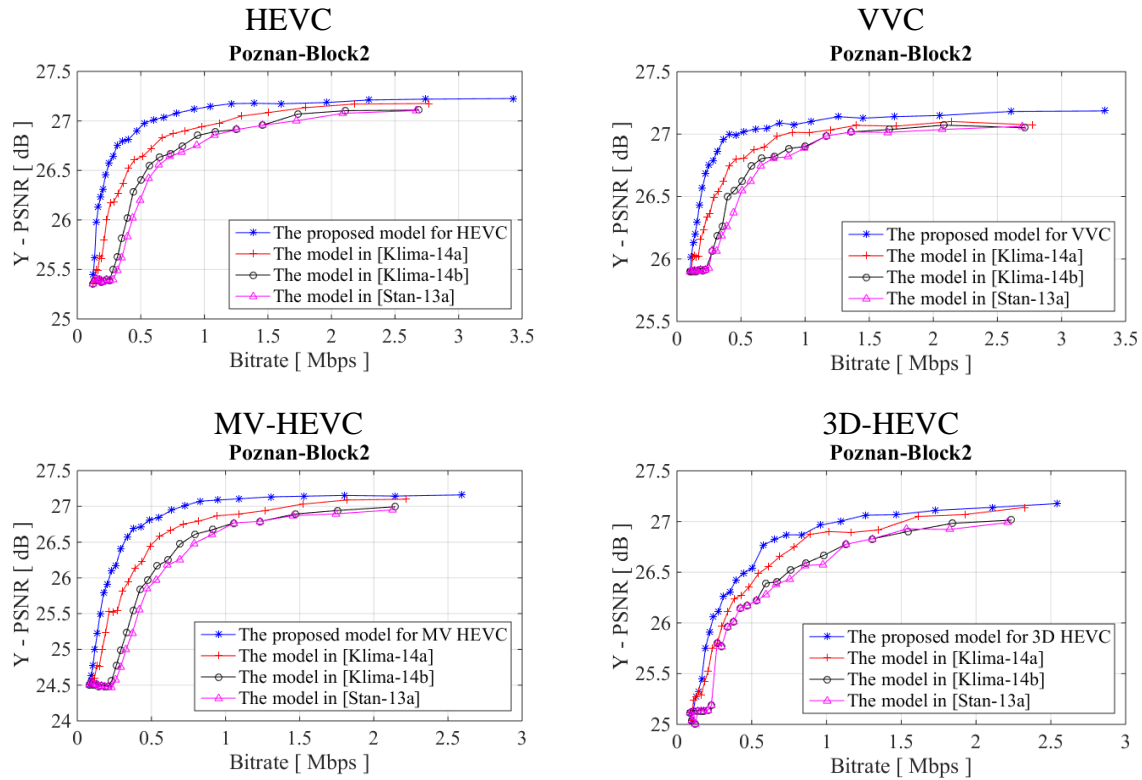 HEVC
Poznan-Block2
27.5
27
26.5
26
25.5
25
Y - PSNR [ dB ]
0 0.5 1 1.5 2 2.5 3 3.5
Bitrate [ Mbps ]
The proposed model for HEVC
The model in [Klima-14a]
The model in [Klima-14b]
The model in [Stan-13a]
VVC
Poznan-Block2
27.5
27
26.5
26
25.5
Y - PSNR [ dB ]
0 0.5 1 1.5 2 2.5 3 3.5
Bitrate [ Mbps ]
The proposed model for VVC
The model in [Klima-14a]
The model in [Klima-14b]
The model in [Stan-13a]
MV-HEVC
Poznan-Block2
27.5
27
26.5
26
25.5
25
24.5
24
Y - PSNR [ dB ]
0 0.5 1 1.5 2 2.5 3
Bitrate [ Mbps ]
The proposed model for MV HEVC
The model in [Klima-14a]
The model in [Klima-14b]
The model in [Stan-13a]
3D-HEVC
Poznan-Block2
27.5
27
26.5
26
25.5
25
Y - PSNR [ dB ]
0 0.5 1 1.5 2 2.5 3
Bitrate [ Mbps ]
The proposed model for 3D HEVC
The model in [Klima-14a]
The model in [Klima-14b]
The model in [Stan-13a]